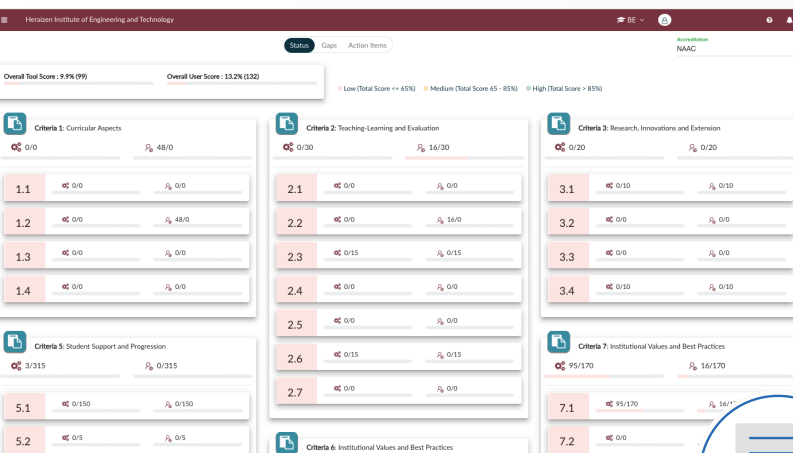 Heraizen Institute of Engineering and Technology
BE
Status Gaps Action Items
Accreditation
NAAC
Overall Tool Score : 9.9% (99) Overall User Score : 13.2% (132)
Low (Total Score <= 65%) Medium (Total Score 65 - 85%) High (Total Score > 85%)
Criteria 1: Curricular Aspects
0/0 48/0
1.1 0/0 0/0
1.2 0/0 48/0
1.3 0/0 0/0
1.4 0/0 0/0
Criteria 5: Student Support and Progression
3/315 0/315
5.1 0/150 0/150
5.2 0/5 0/5
Criteria 2: Teaching-Learning and Evaluation
0/30 16/30
2.1 0/0 0/0
2.2 0/0 16/0
2.3 0/15 0/15
2.4 0/0 0/0
2.5 0/0 0/0
2.6 0/15 0/15
2.7 0/0 0/0
Criteria 6: Institutional Values and Best Practices
Criteria 3: Research, Innovations and Extension
0/20 0/20
3.1 0/10 0/10
3.2 0/0 0/0
3.3 0/0 0/0
3.4 0/10 0/10
Criteria 7: Institutional Values and Best Practices
95/170 16/170
7.1 95/170
7.2 0/0